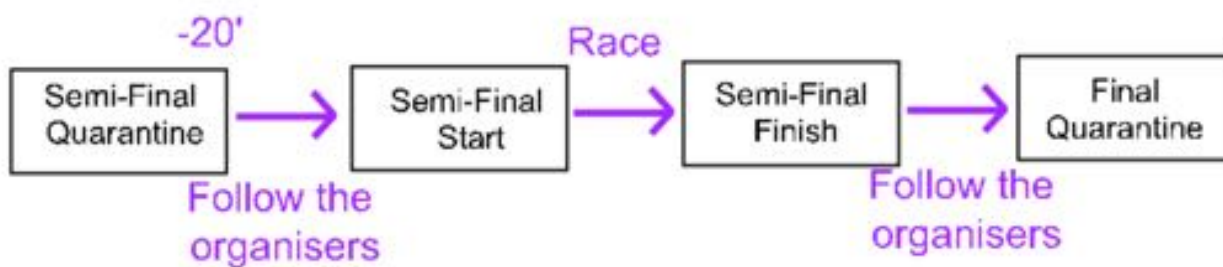 -20'
Race
Semi-Final
Quarantine
Semi-Final
Start
Semi-Final
Finish
Final
Quarantine
Follow the
organisers
Follow the
organisers